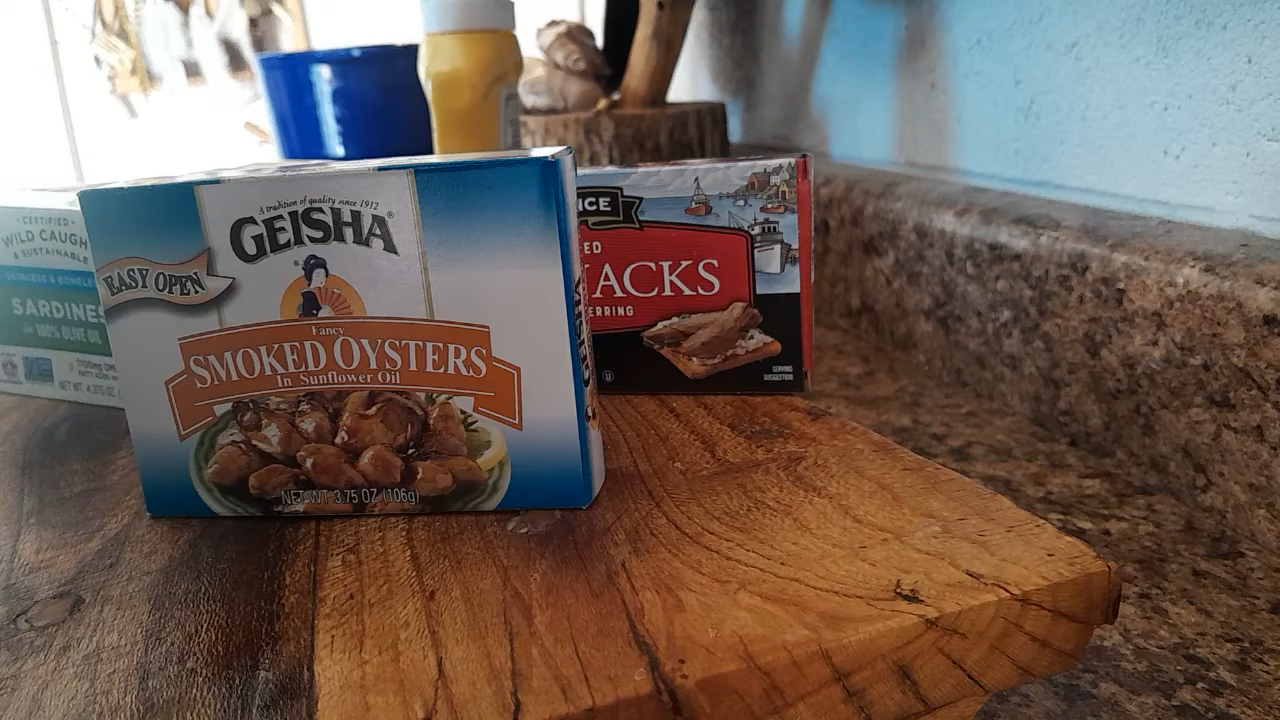 CERTIFIED
WILD CAUGH
& SUSTAINABLE
SKINLESS & BONELES
SARDINES
in 100% OLIVE OIL
NET WT. 4.375 OZ.
A tradition of quality since 1912
GEISHA®
EASY OPEN
Fancy
SMOKED OYSTERS
In Sunflower Oil
NET WT 3.75 OZ (106g)
GEISHA
NCE
ED
ACKS
ERRING
SERVING
SUGGESTION